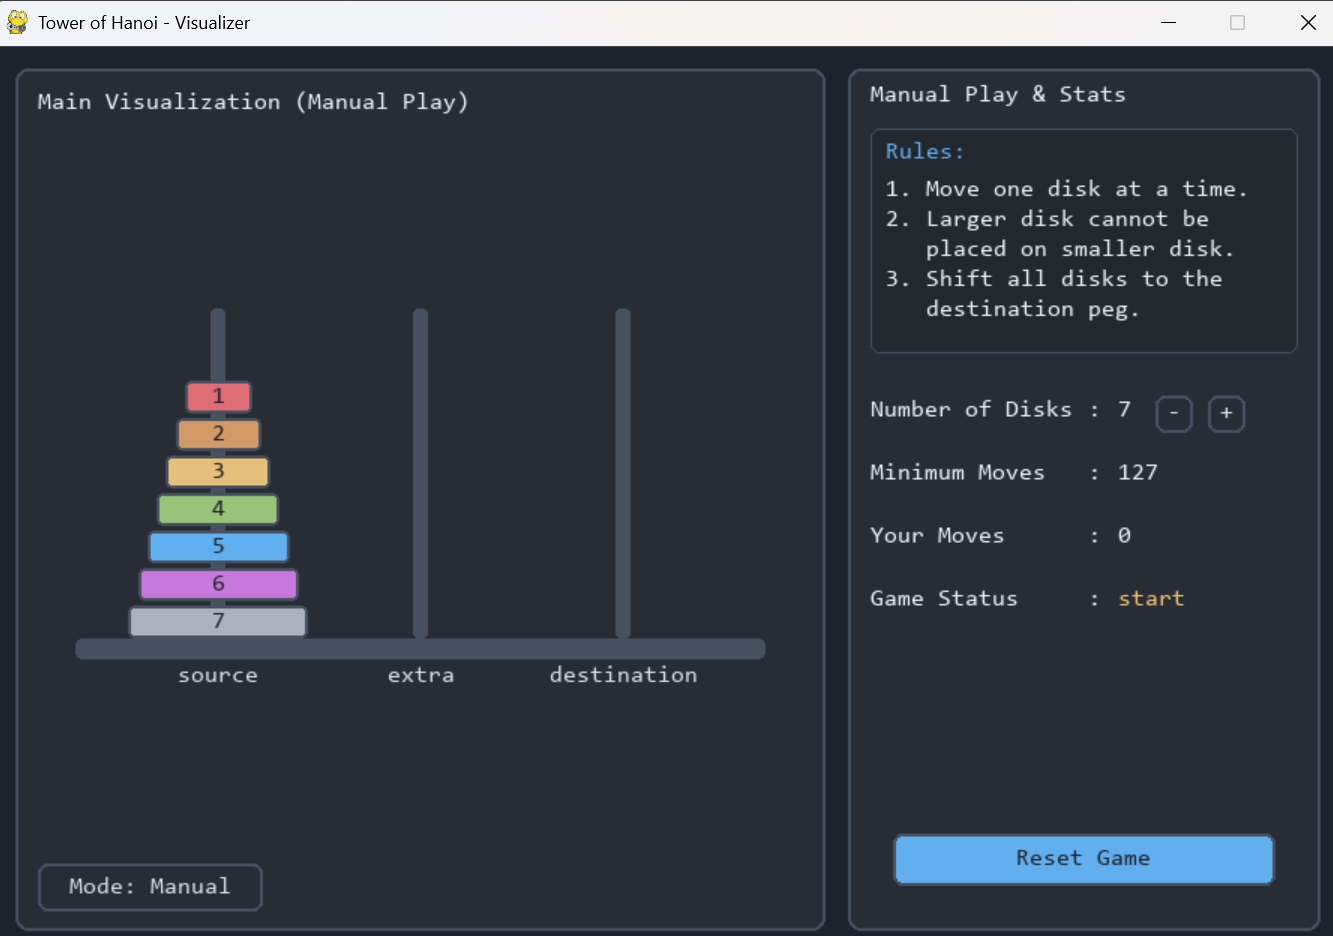 Tower of Hanoi - Visualizer
Main Visualization (Manual Play)
1
2
3
4
5
6
7
source extra destination
Mode: Manual
Manual Play & Stats
Rules:
1. Move one disk at a time.
2. Larger disk cannot be
placed on smaller disk.
3. Shift all disks to the
destination peg.
Number of Disks : 7 - +
Minimum Moves : 127
Your Moves : 0
Game Status : start
Reset Game